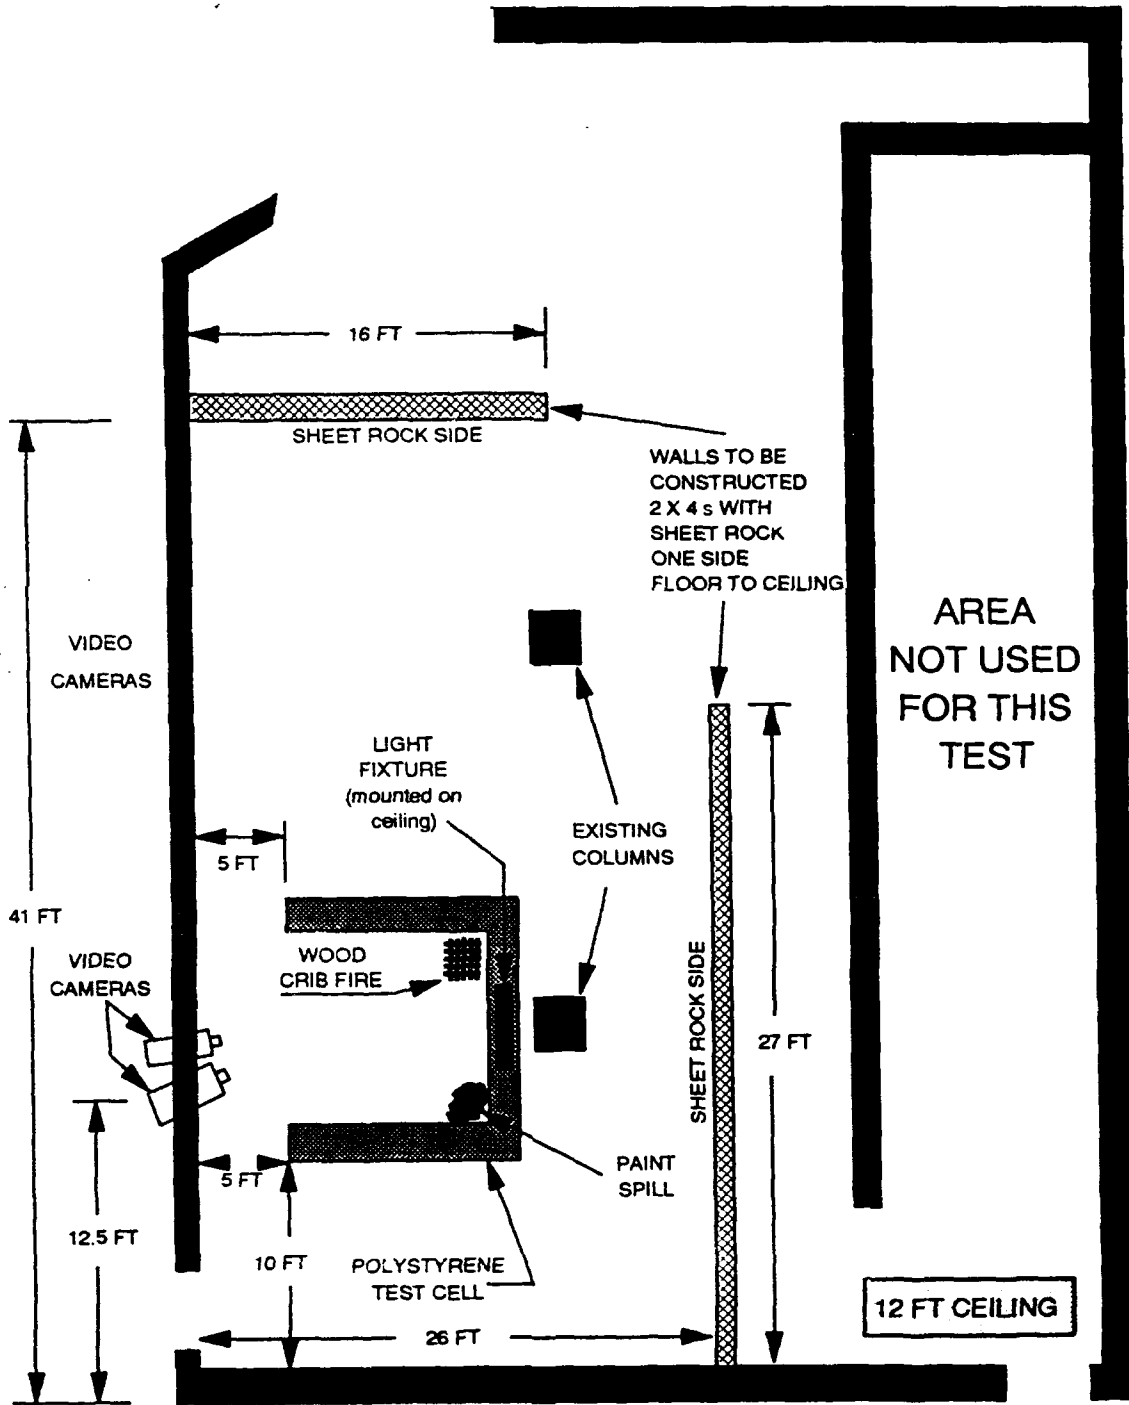 16 FT
SHEET ROCK SIDE
WALLS TO BE
CONSTRUCTED
2 X 4 s WITH
SHEET ROCK
ONE SIDE
FLOOR TO CEILING
AREA
NOT USED
FOR THIS
TEST
VIDEO
CAMERAS
LIGHT
FIXTURE
(mounted on
ceiling)
EXISTING
COLUMNS
5 FT
41 FT
WOOD
CRIB FIRE
VIDEO
CAMERAS
SHEET ROCK SIDE
27 FT
PAINT
SPILL
5 FT
12.5 FT
10 FT
POLYSTYRENE
TEST CELL
12 FT CEILING
26 FT